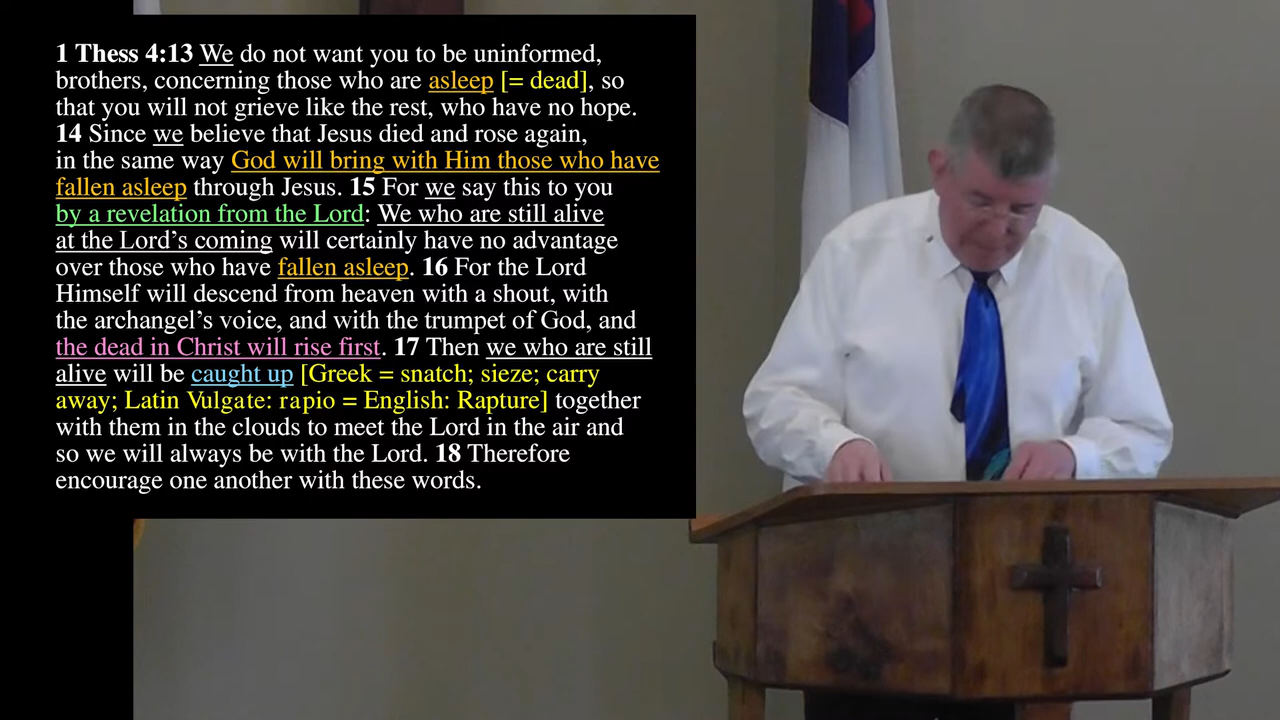 1 Thess 4:13 We do not want you to be uninformed,
brothers, concerning those who are asleep [= dead], so
that you will not grieve like the rest, who have no hope.
14 Since we believe that Jesus died and rose again,
in the same way God will bring with Him those who have
fallen asleep through Jesus. 15 For we say this to you
by a revelation from the Lord: We who are still alive
at the Lord’s coming will certainly have no advantage
over those who have fallen asleep. 16 For the Lord
Himself will descend from heaven with a shout, with
the archangel’s voice, and with the trumpet of God, and
the dead in Christ will rise first. 17 Then we who are still
alive will be caught up [Greek = snatch; sieze; carry
away; Latin Vulgate: rapio = English: Rapture] together
with them in the clouds to meet the Lord in the air and
so we will always be with the Lord. 18 Therefore
encourage one another with these words.